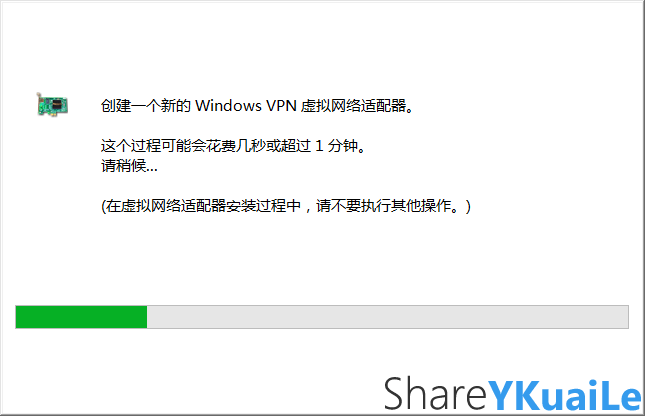 创建一个新的 Windows VPN 虚拟网络适配器。
这个过程可能会花费几秒或超过 1 分钟。
请稍候...
(在虚拟网络适配器安装过程中，请不要执行其他操作。)
ShareYKuaiLe